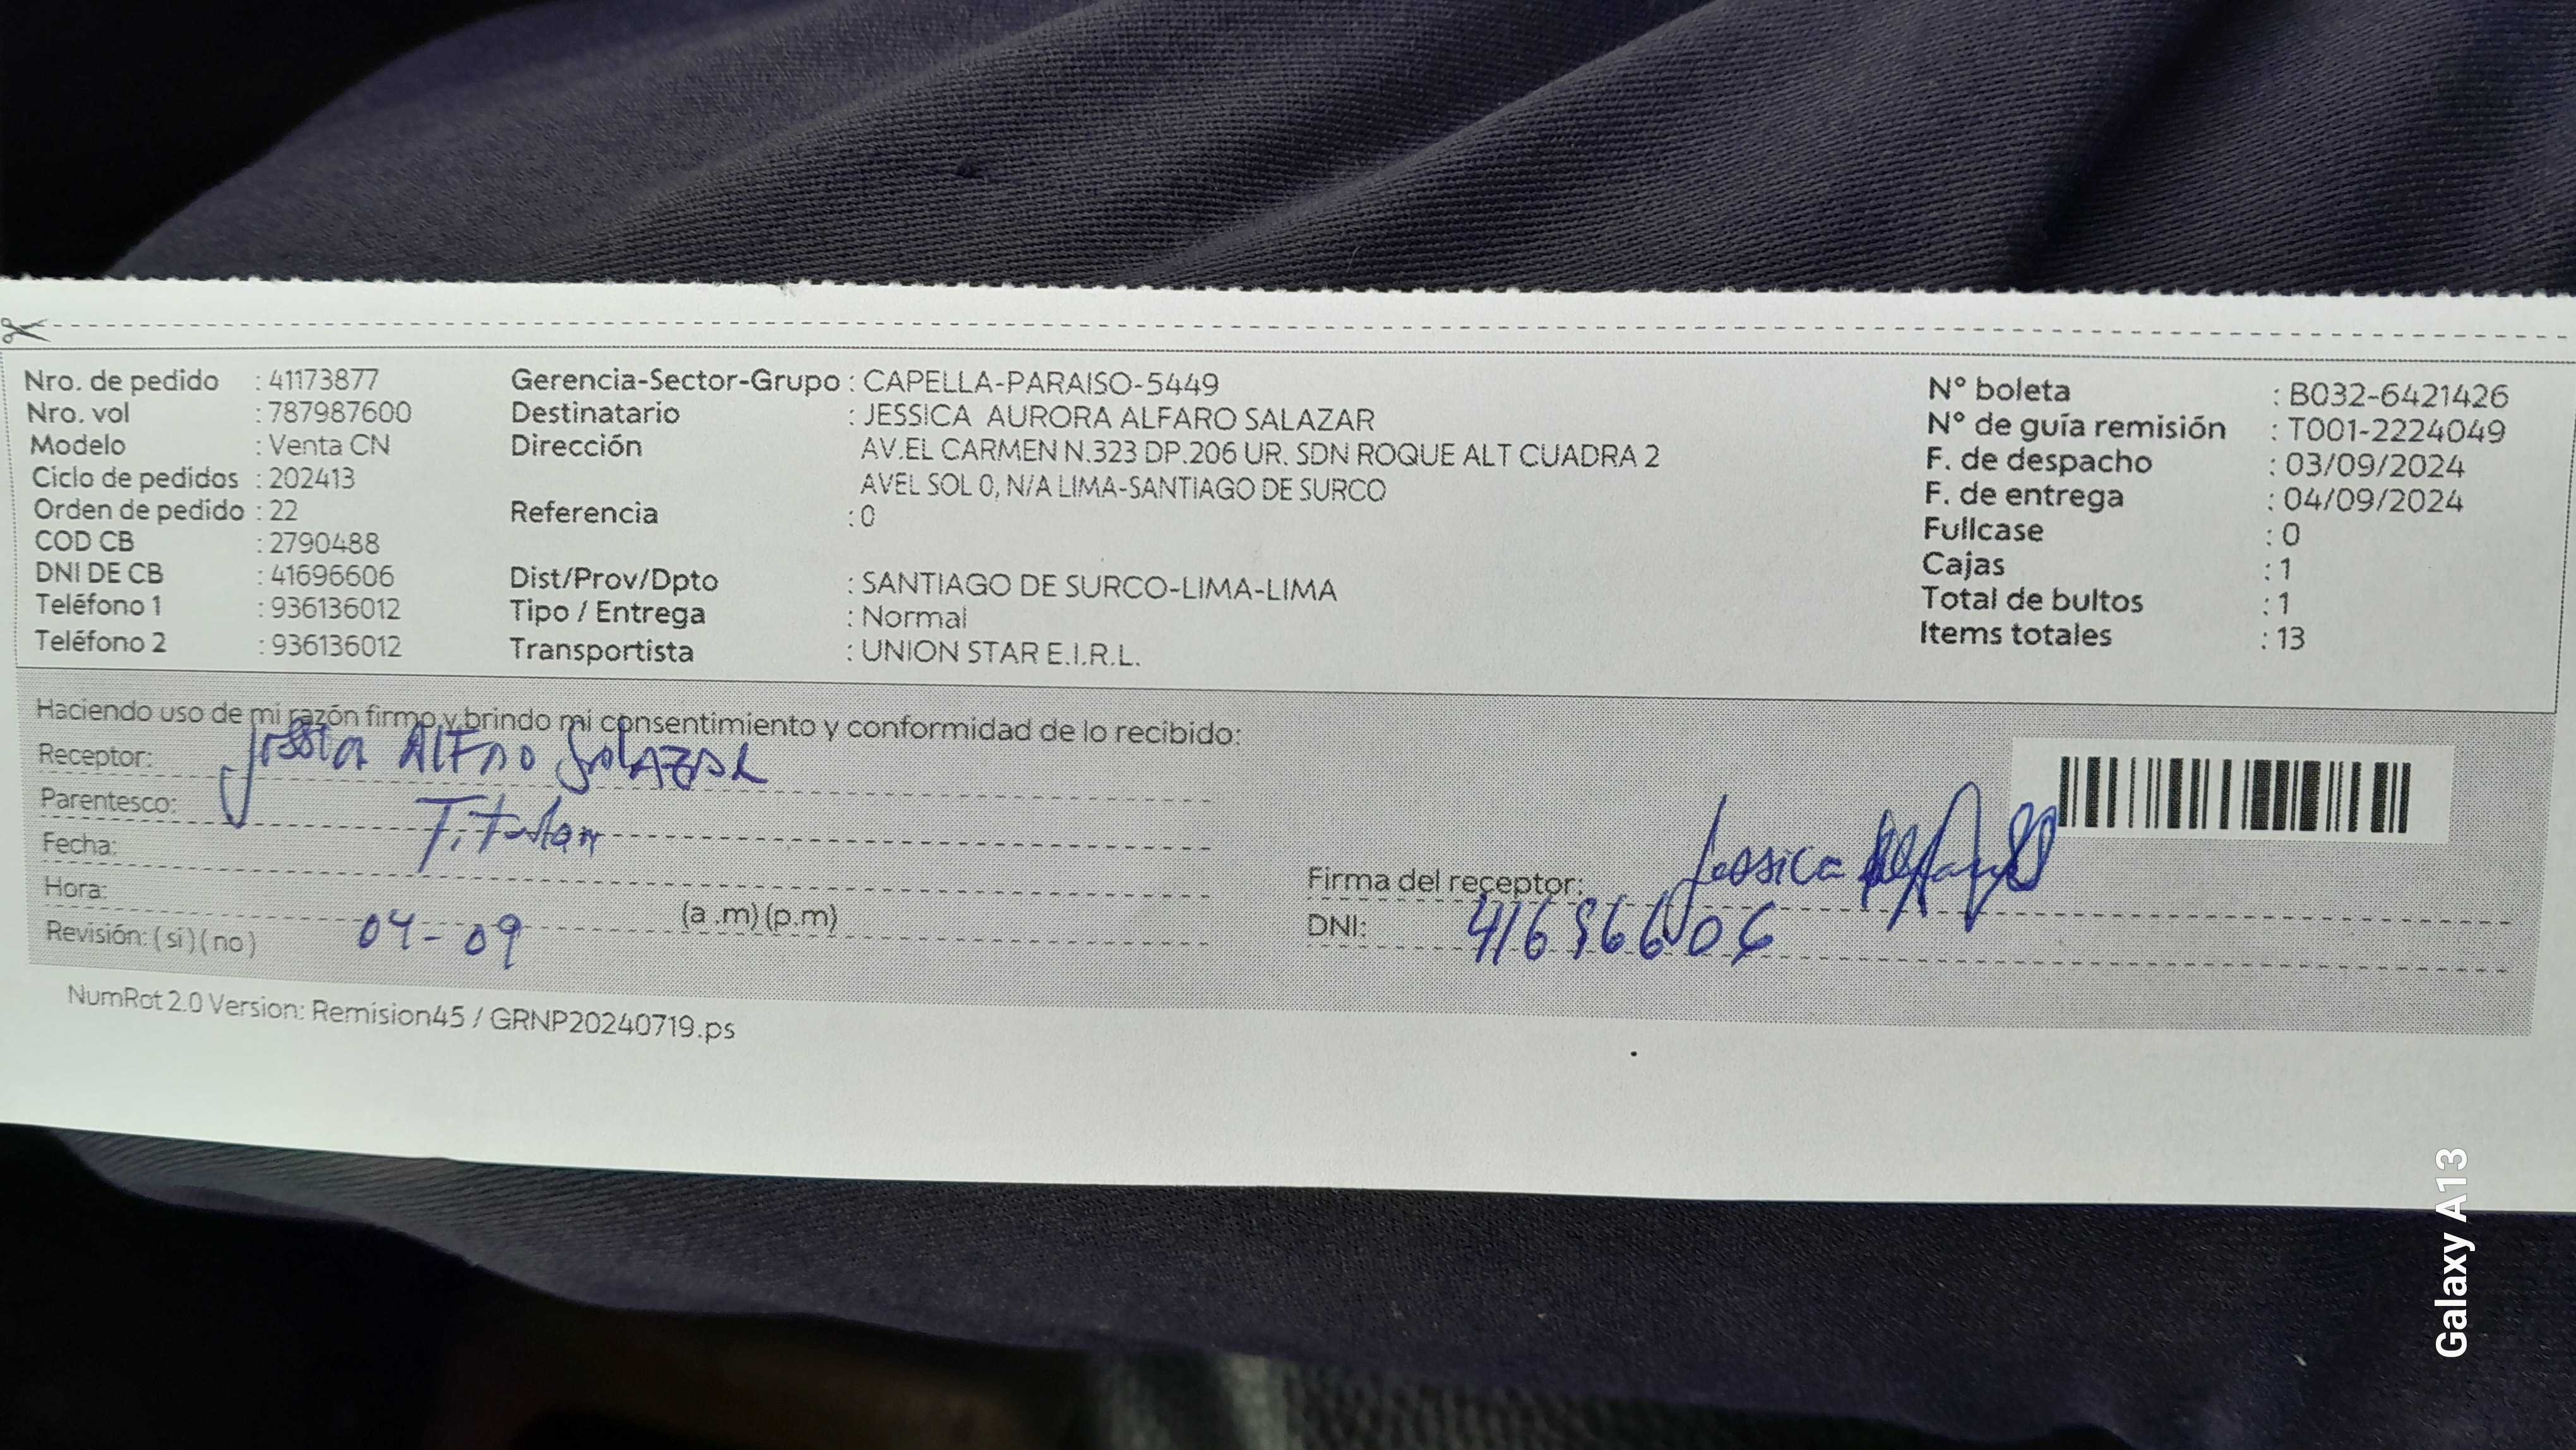 Nro. de pedido : 41173877
Nro. vol : 787987600
Modelo : Venta CN
Ciclo de pedidos : 202413
Orden de pedido : 22
COD CB : 2790488
DNI DE CB : 41696606
Teléfono 1 : 936136012
Teléfono 2 : 936136012
Gerencia-Sector-Grupo : CAPELLA-PARAISO-5449
Destinatario : JESSICA AURORA ALFARO SALAZAR
Dirección : AV.EL CARMEN N.323 DP.206 UR. SDN ROQUE ALT CUADRA 2
AVEL SOL 0, N/A LIMA-SANTIAGO DE SURCO
Referencia : 0
Dist/Prov/Dpto : SANTIAGO DE SURCO-LIMA-LIMA
Tipo / Entrega : Normal
Transportista : UNION STAR E.I.R.L.
N° boleta : B032-6421426
N° de guía remisión : T001-2224049
F. de despacho : 03/09/2024
F. de entrega : 04/09/2024
Fullcase : 0
Cajas : 1
Total de bultos : 1
Items totales : 13
Haciendo uso de mi razón firmo y brindo mi consentimiento y conformidad de lo recibido:
Receptor: SALAZAR
Parentesco: Titular
Fecha:
Hora: (a .m) (p.m)
Revisión: ( si ) ( no ) 04-09
Firma del receptor: Jessica
DNI:
NumRot 2.0 Version: Remision45 / GRNP20240719.ps
Galaxy A13